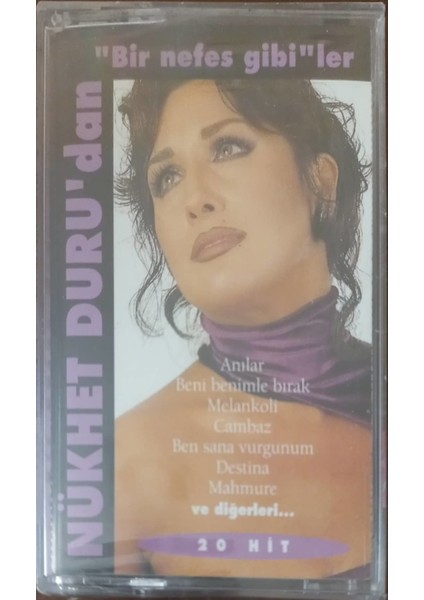 "Bir nefes gibi"ler
NÜKHET DURU'dan
Anılar
Beni benimle bırak
Melankoli
Cambaz
Ben sana vurgunum
Destina
Mahmure
ve diğerleri...
20 HİT